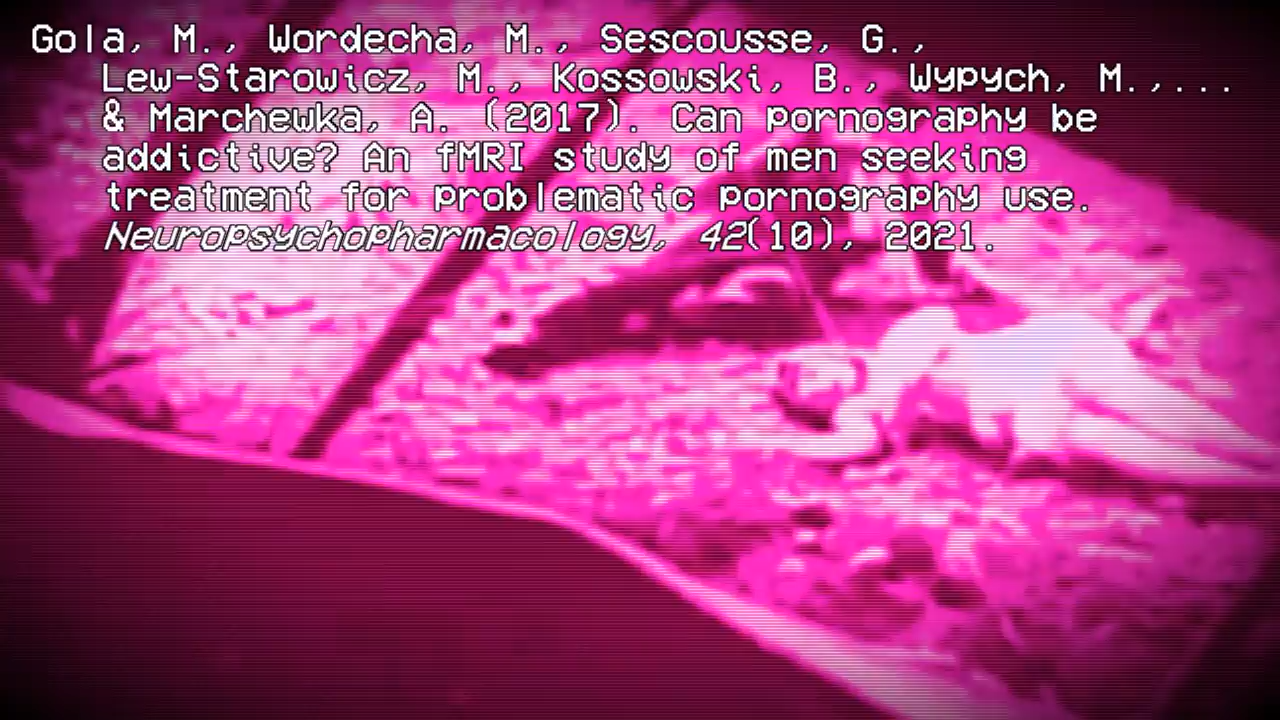 Gola, M., Wordecha, M., Sescousse, G.,
Lew-Starowicz, M., Kossowski, B., Wypych, M.,...
& Marchewka, A. (2017). Can pornography be
addictive? An fMRI study of men seeking
treatment for problematic pornography use.
Neuropsychopharmacology, 42(10), 2021.